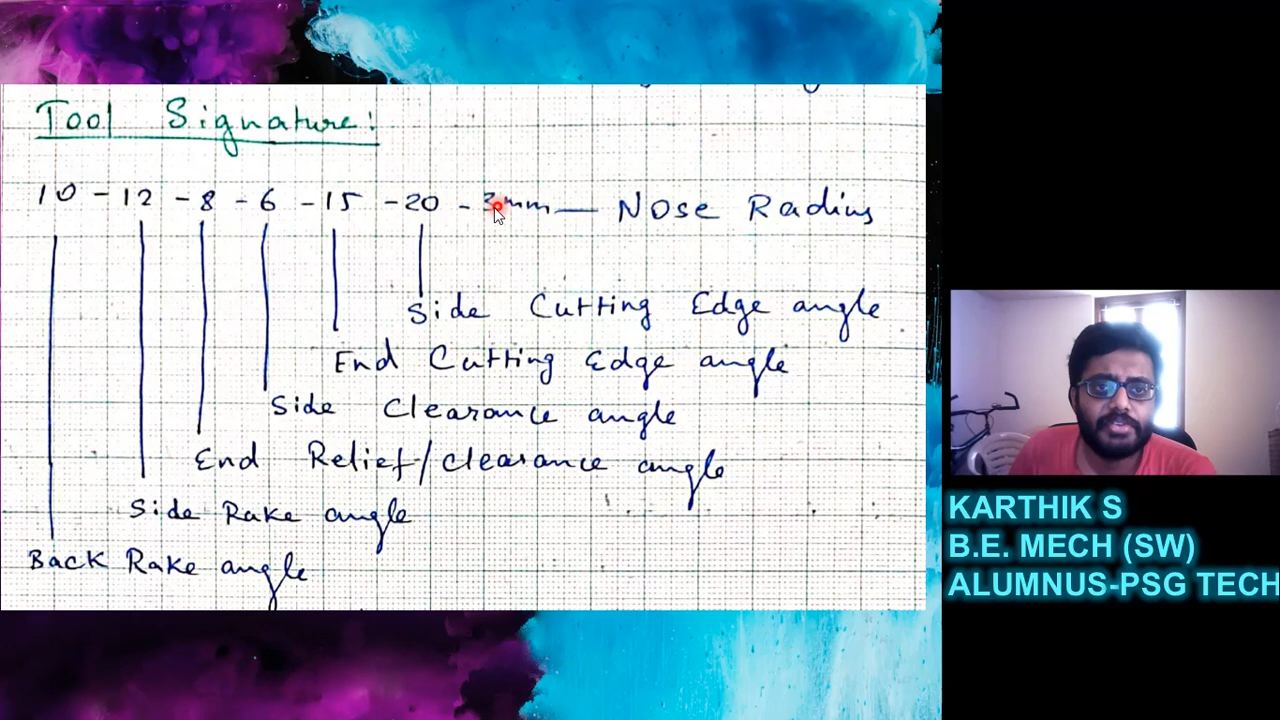 Tool Signature:
10 - 12 - 8 - 6 - 15 - 20 - 3mm — Nose Radius
Side Cutting Edge angle
End Cutting Edge angle
Side Clearance angle
End Relief/Clearance angle
Side Rake angle
Back Rake angle
KARTHIK S
B.E. MECH (SW)
ALUMNUS-PSG TECH